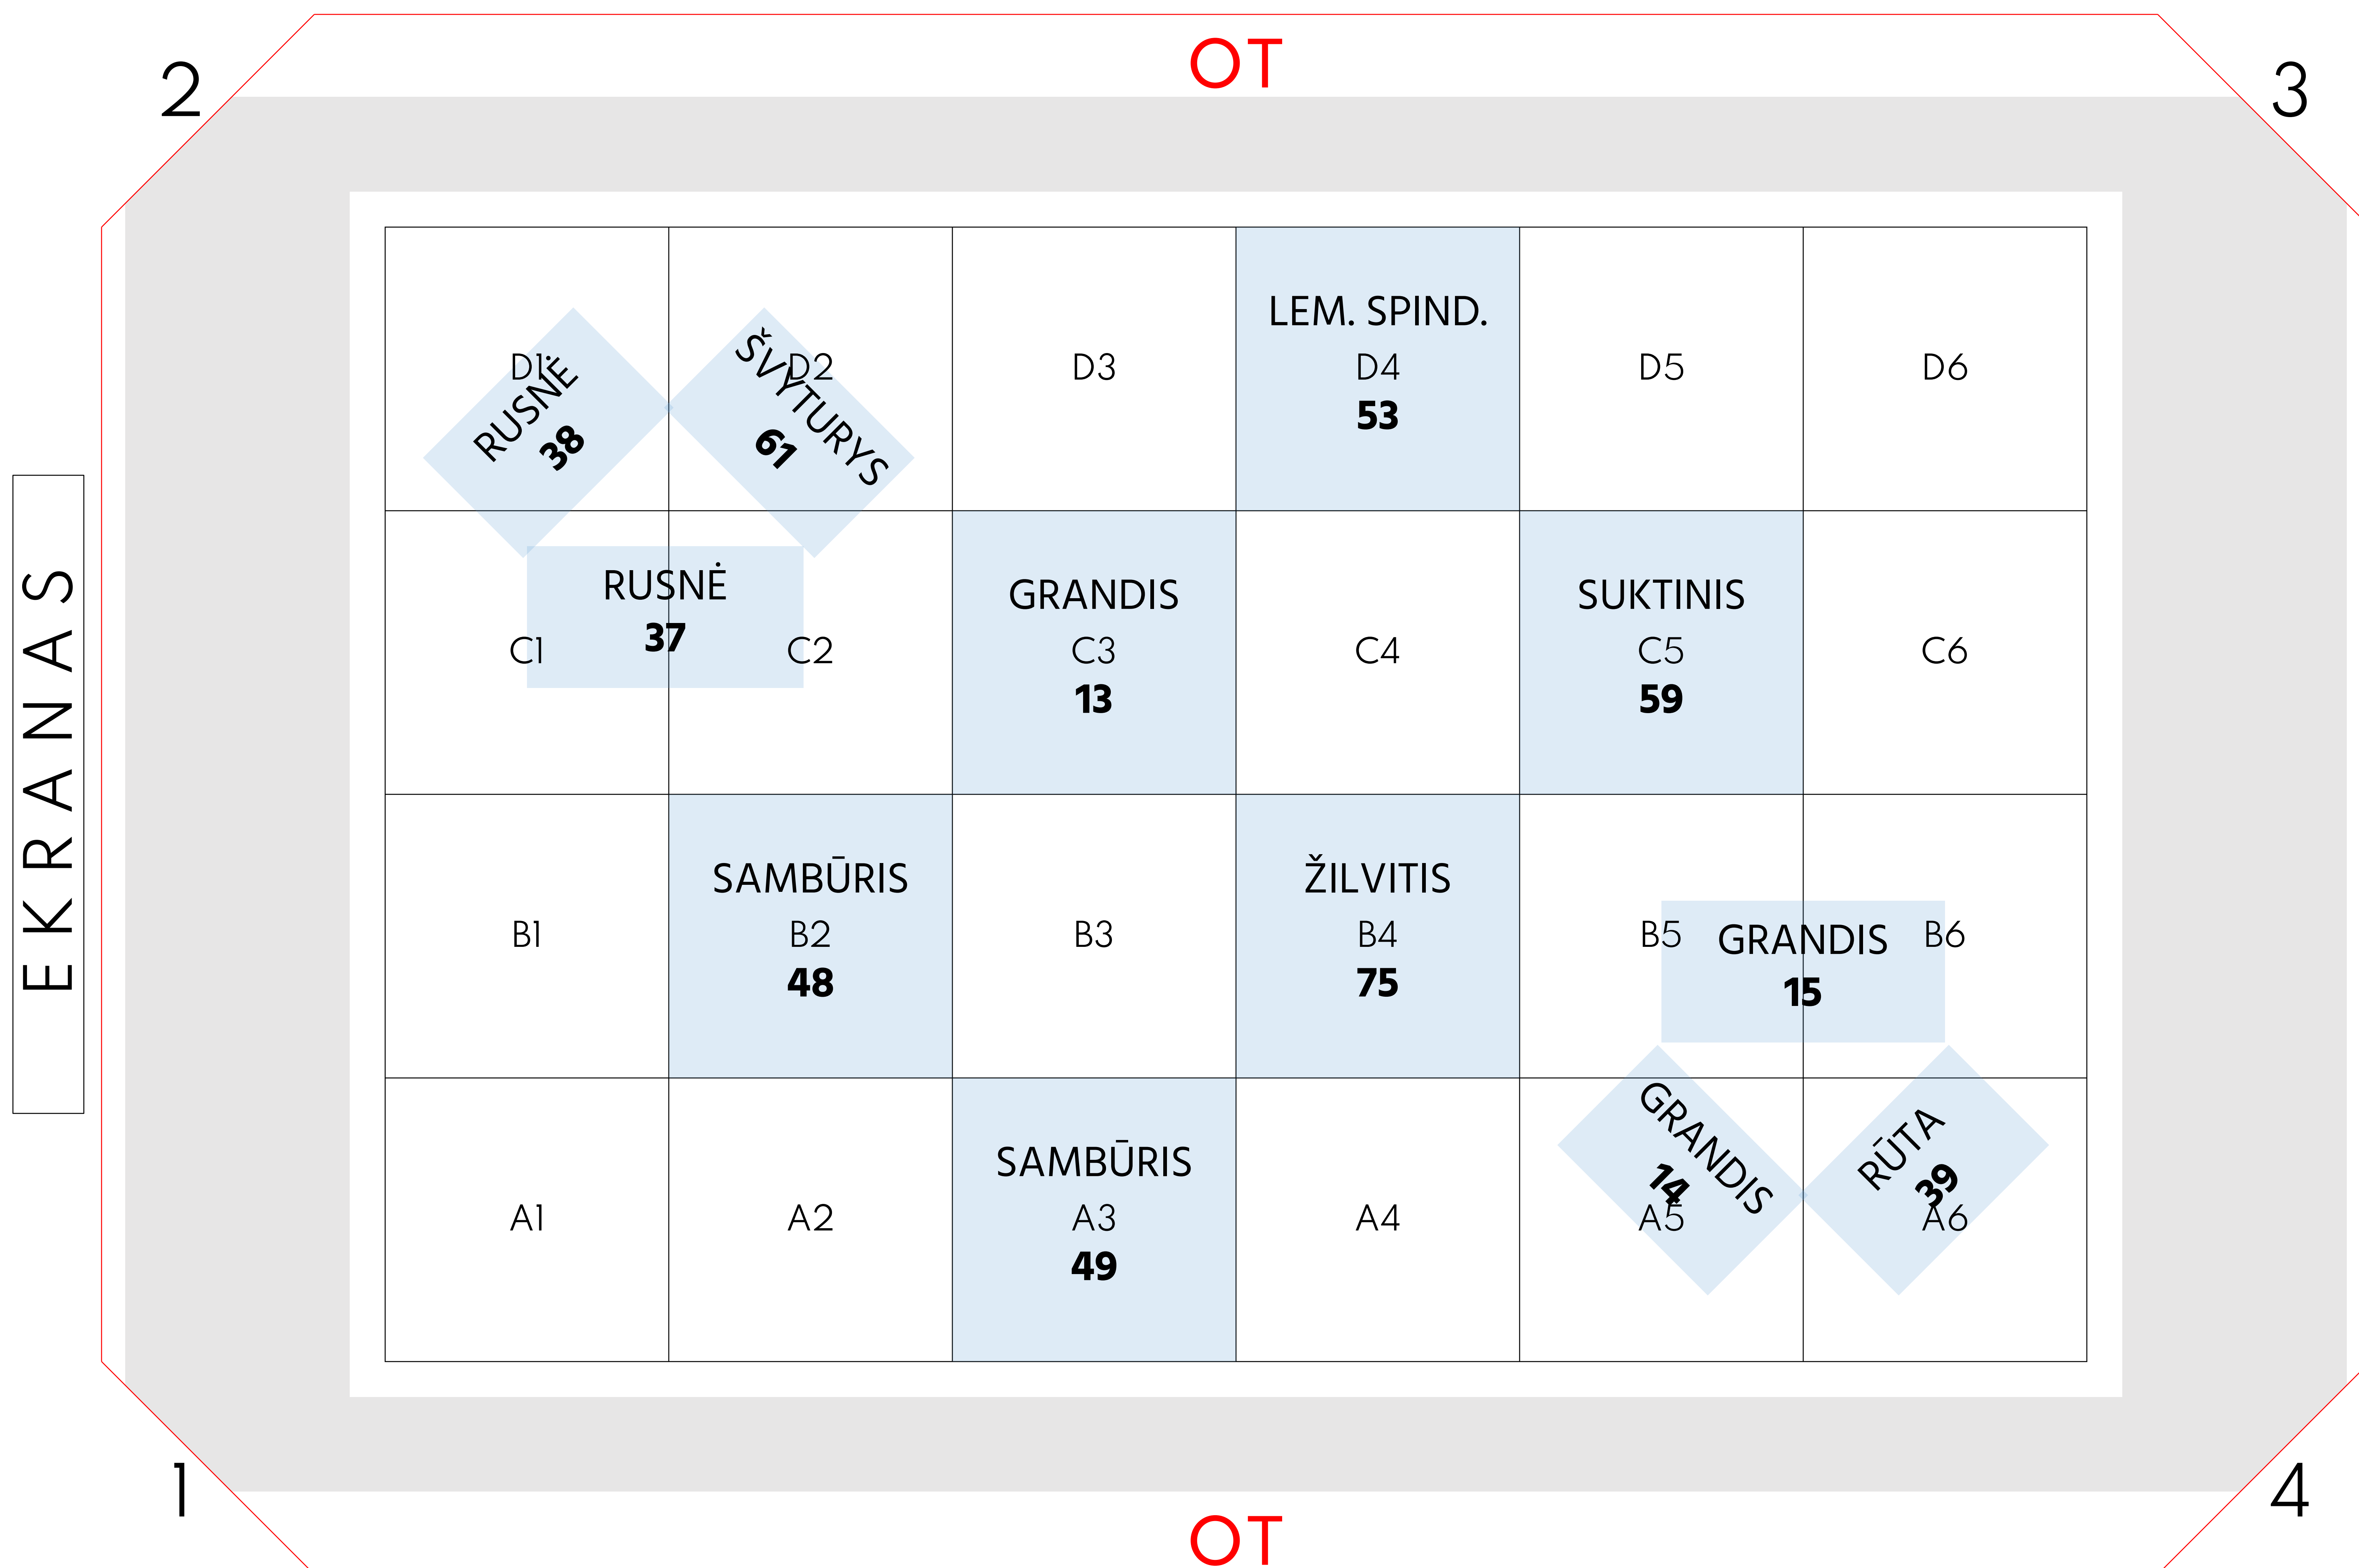 OT
2
3
LEM. SPIND.
D1
D2
D3
D4
D5
D6
53
RUSNĖ
38
ŠVYTURYS
61
EKRANAS
RUSNĖ
37
GRANDIS
SUKTINIS
C1
C2
C3
C4
C5
C6
13
59
SAMBŪRIS
ŽILVITIS
B1
B2
B3
B4
B5
GRANDIS
B6
48
75
15
GRANDIS
14
RŪTA
39
SAMBŪRIS
A1
A2
A3
A4
A5
A6
49
1
4
OT